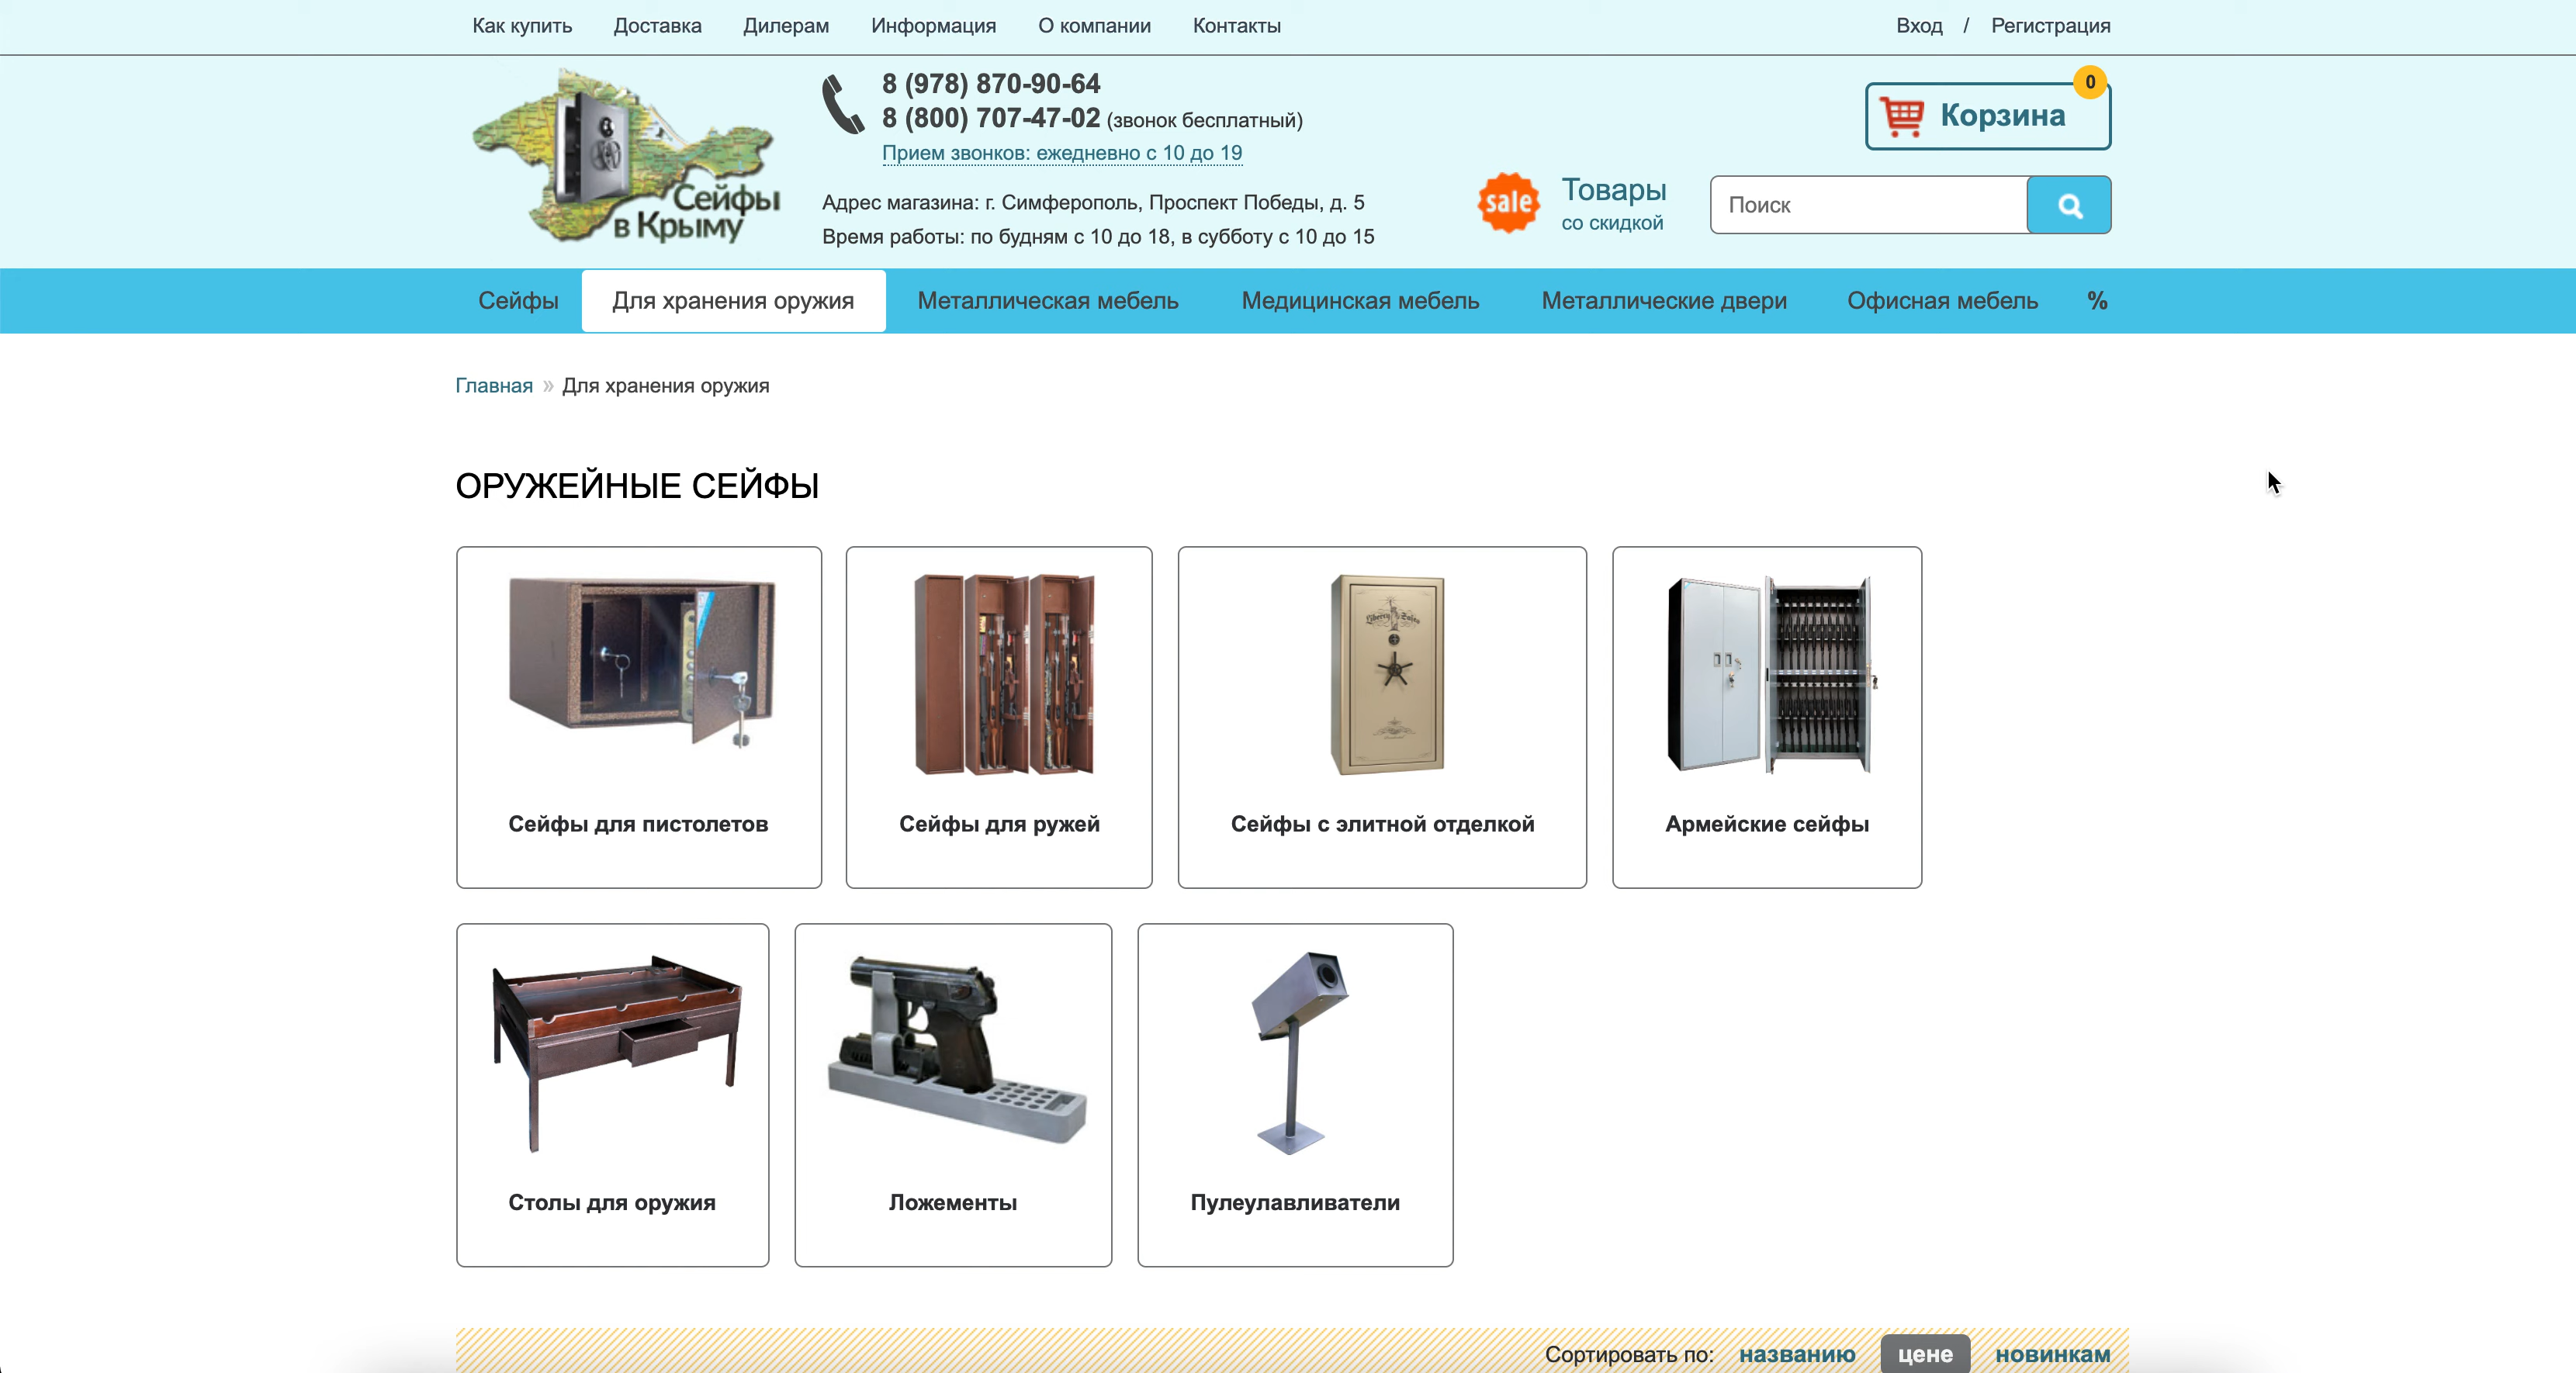 Как купить Доставка Дилерам Информация О компании Контакты Вход / Регистрация
8 (978) 870-90-64
8 (800) 707-47-02 (звонок бесплатный)
Прием звонков: ежедневно с 10 до 19
Адрес магазина: г. Симферополь, Проспект Победы, д. 5
Время работы: по будням с 10 до 18, в субботу с 10 до 15
Сейфы
в Крыму
0
Корзина
sale
Товары
со скидкой
Поиск
Сейфы Для хранения оружия Металлическая мебель Медицинская мебель Металлические двери Офисная мебель %
Главная » Для хранения оружия
ОРУЖЕЙНЫЕ СЕЙФЫ
Liberty Safes
Сейфы для пистолетов Сейфы для ружей Сейфы с элитной отделкой Армейские сейфы
Столы для оружия Ложементы Пулеулавливатели
Сортировать по: названию цене новинкам